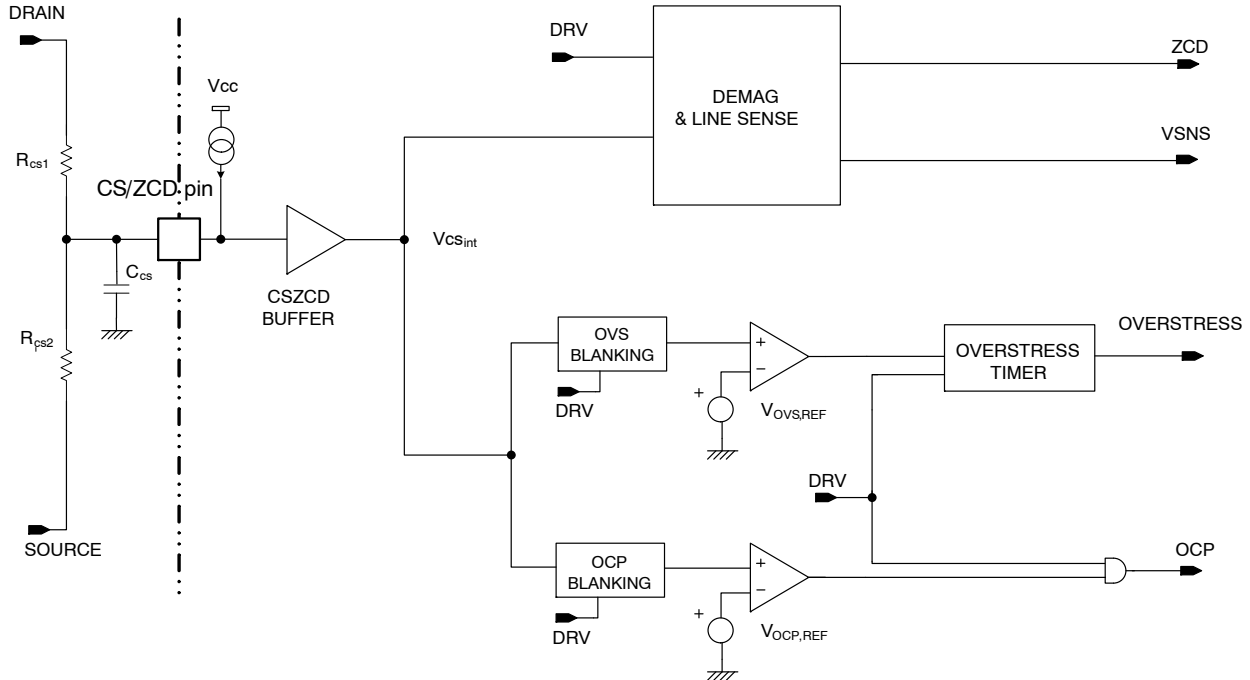 DRAIN
DRV
ZCD
Vcc
DEMAG
& LINE SENSE
VSNS
Rcs1
CS/ZCD pin
Vcsint
Ccs
CSZCD
BUFFER
Rcs2
OVS
BLANKING
+
−
OVERSTRESS
OVERSTRESS
TIMER
DRV
+
VOVS,REF
DRV
SOURCE
OCP
BLANKING
+
−
OCP
DRV
+
VOCP,REF